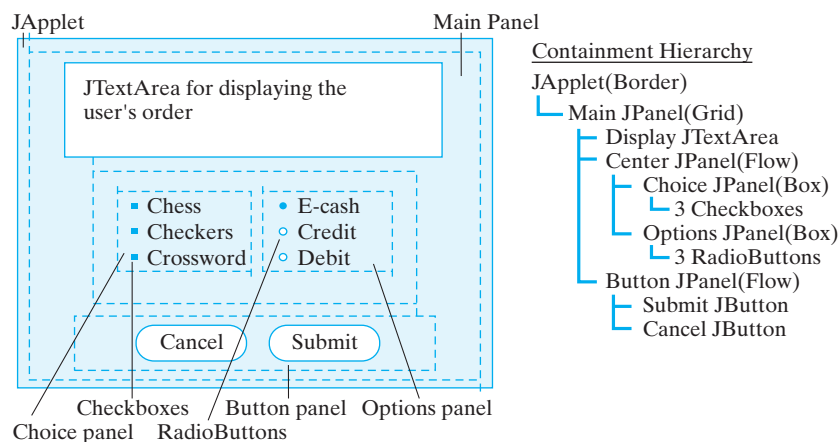 JApplet
Main Panel
JTextArea for displaying the
user's order
Chess
Checkers
Crossword
E-cash
Credit
Debit
Cancel
Submit
Checkboxes
Button panel
Options panel
Choice panel
RadioButtons
Containment Hierarchy
JApplet(Border)
Main JPanel(Grid)
Display JTextArea
Center JPanel(Flow)
Choice JPanel(Box)
3 Checkboxes
Options JPanel(Box)
3 RadioButtons
Button JPanel(Flow)
Submit JButton
Cancel JButton